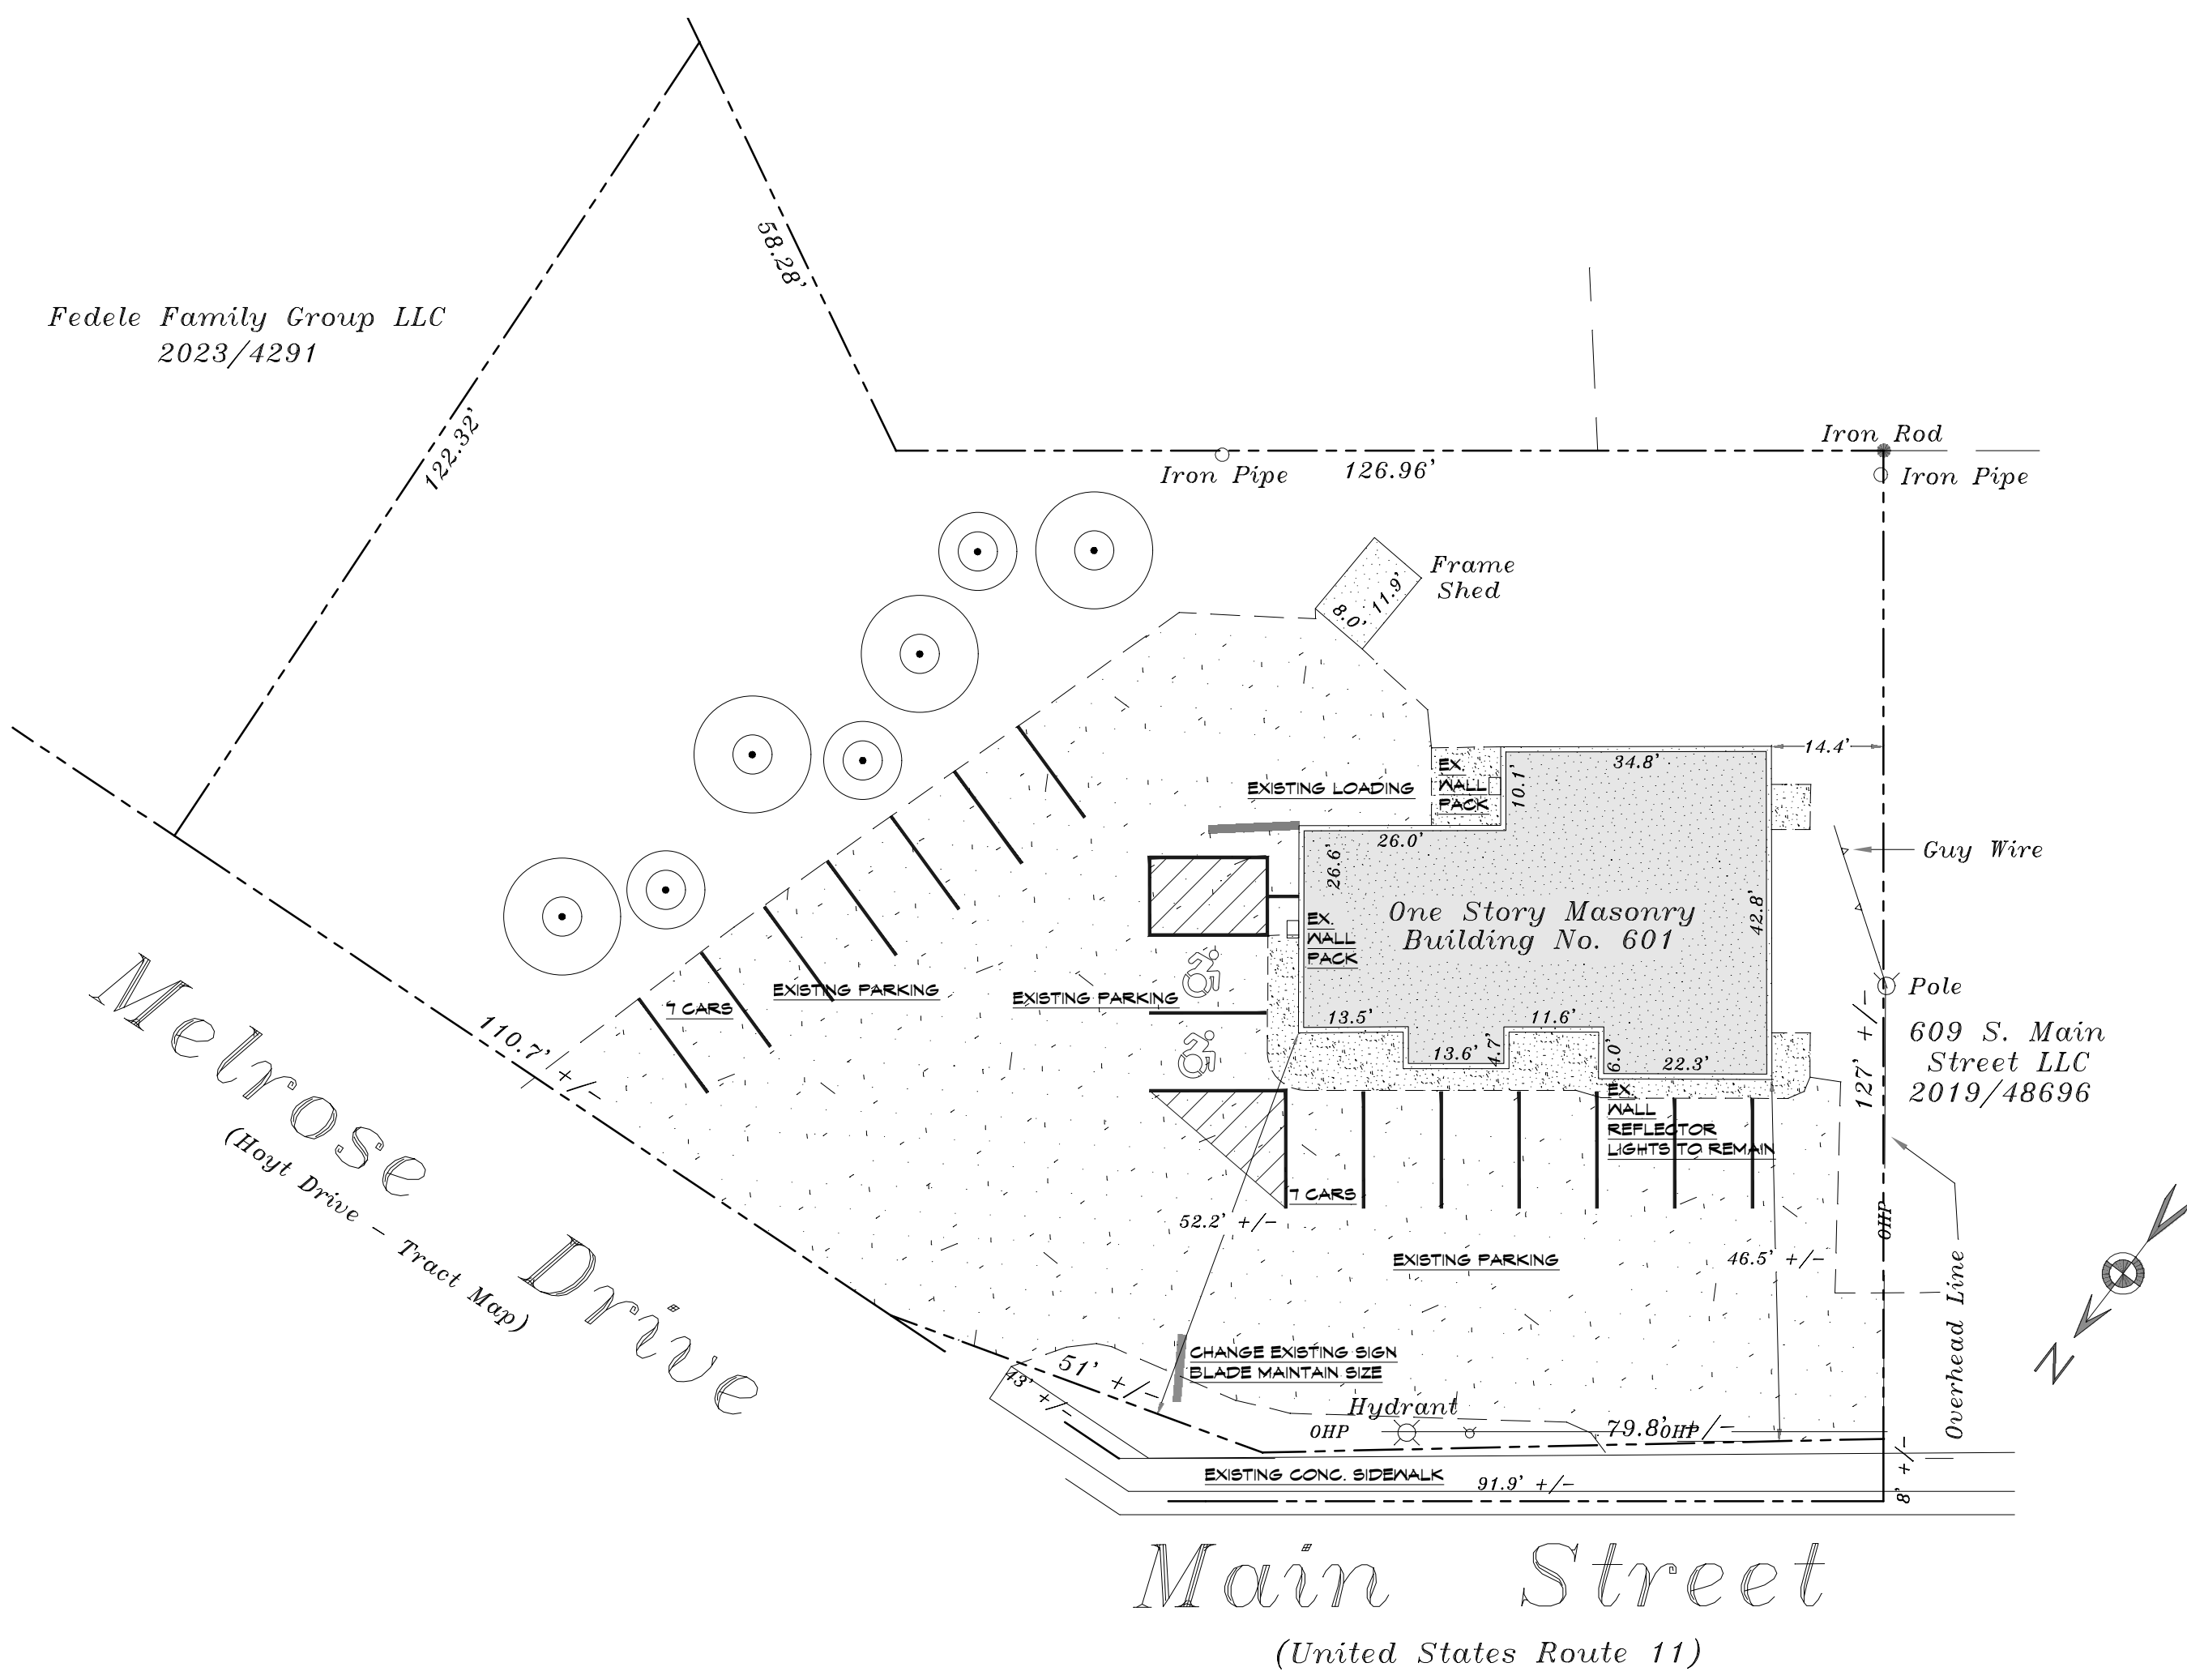 58.28'
Fedele Family Group LLC
2023/4291
122.32'
Iron Rod
Iron Pipe
126.96'
Iron Pipe
Frame
Shed
8.0'
11.9'
14.4'
34.8'
EX.
WALL
PACK
10.1'
EXISTING LOADING
26.0'
26.6'
Guy Wire
One Story Masonry
Building No. 601
42.8'
EX.
WALL
PACK
Pole
EXISTING PARKING
7 CARS
EXISTING PARKING
13.5'
11.6'
13.6'
4.7'
6.0'
22.3'
127' +/-
609 S. Main
Street LLC
2019/48696
110.7' +/-
EX.
WALL
REFLECTOR
LIGHTS TO REMAIN
Melrose Drive
(Hoyt Drive - Tract Map)
7 CARS
52.2' +/-
EXISTING PARKING
46.5' +/-
OHP
Overhead Line
N
CHANGE EXISTING SIGN
BLADE MAINTAIN SIZE
51' +/-
43' +/-
Hydrant
OHP
79.8' +/-
OHP
EXISTING CONC. SIDEWALK
91.9' +/-
8' +/-
Main Street
(United States Route 11)